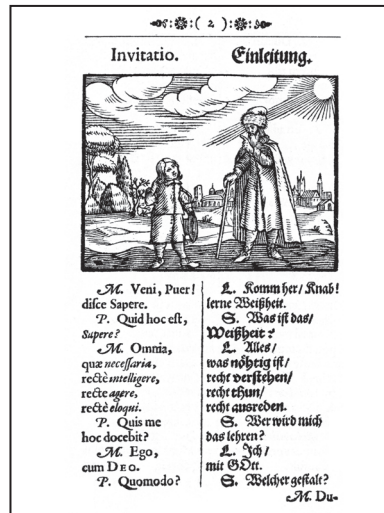 ( 2 )
Invitatio.
Einleitung.
M. Veni, Puer!
diſce Sapere.
P. Quid hoc eſt,
Sapere?
M. Omnia,
quæ neceſſaria,
rectè intelligere,
rectè agere,
rectè eloqui.
P. Quis me
hoc docebit?
M. Ego,
cum DEO.
P. Quomodo?
L. Komm her/ Knab!
lerne Weißheit.
S. Was iſt das/
Weißheit?
L. Alles/
was nöhtig iſt/
recht verſtehen/
recht thun/
recht ausreden.
S. Wer wird mich
das lehren?
L. Ich/
mit GOtt.
S. Welcher geſtalt?
M. Du-